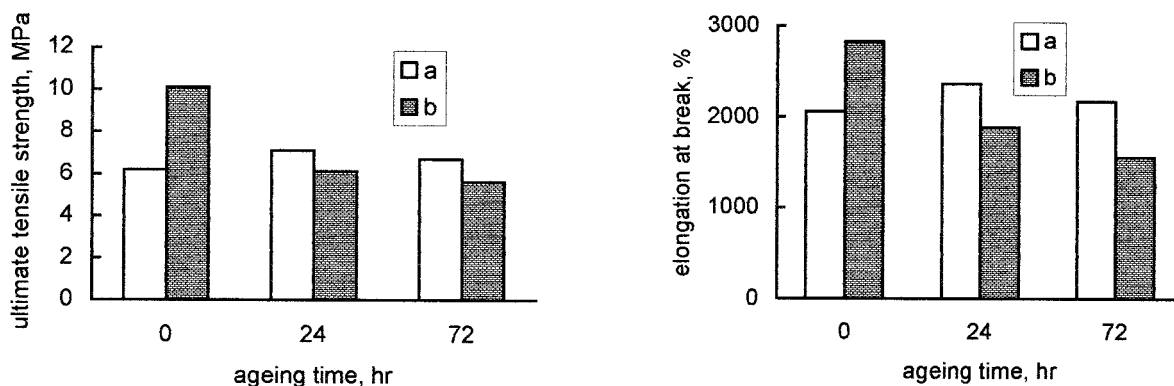 ultimate tensile strength, MPa
12
10
8
6
4
2
0
a
b
0 24 72
ageing time, hr
elongation at break, %
3000
2000
1000
0
a
b
0 24 72
ageing time, hr